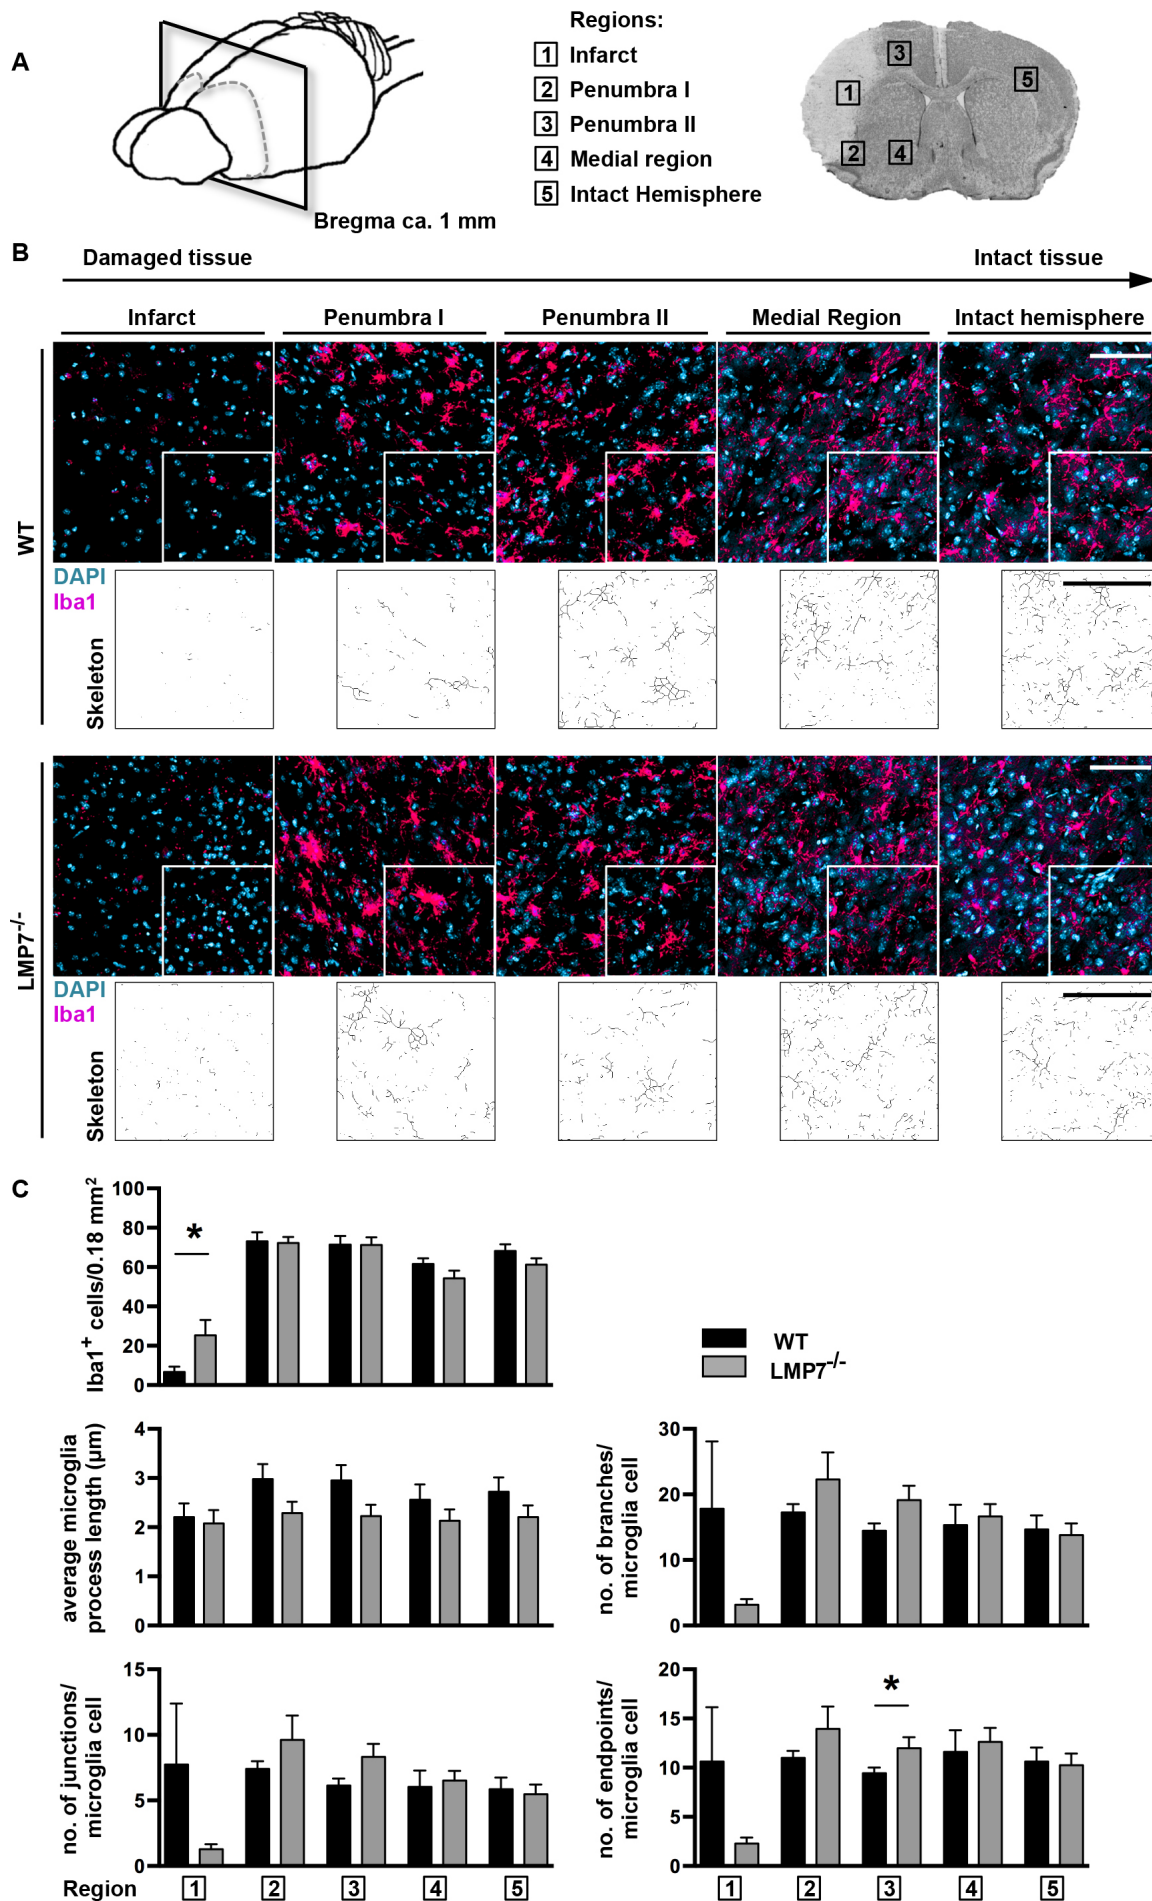 A
Bregma ca. 1 mm
Regions:
1 Infarct
2 Penumbra I
3 Penumbra II
4 Medial region
5 Intact Hemisphere
3
5
1
2
4
B
Damaged tissue
Intact tissue
Infarct
Penumbra I
Penumbra II
Medial Region
Intact hemisphere
WT
DAPI
Iba1
Skeleton
LMP7-/-
DAPI
Iba1
Skeleton
C
Iba1+ cells/0.18 mm2
100
80
60
40
20
0
*
WT
LMP7-/-
average microglia
process length (µm)
4
3
2
1
0
no. of branches/
microglia cell
30
20
10
0
no. of junctions/
microglia cell
15
10
5
0
no. of endpoints/
microglia cell
20
15
10
5
0
*
Region 1 2 3 4 5
1 2 3 4 5